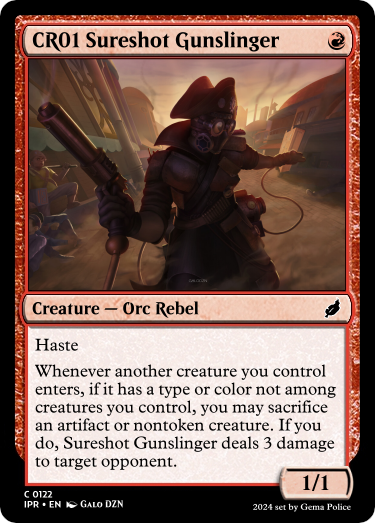 CR01 Sureshot Gunslinger
Creature — Orc Rebel
Haste
Whenever another creature you control
enters, if it has a type or color not among
creatures you control, you may sacrifice
an artifact or nontoken creature. If you
do, Sureshot Gunslinger deals 3 damage
to target opponent.
1/1
C 0122
IPR • EN Galo DZN
2024 set by Gema Police